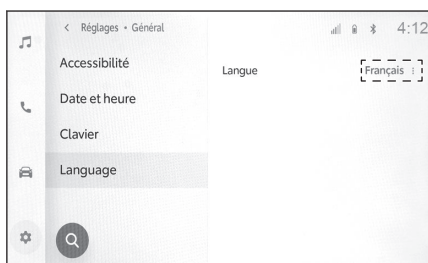 < Réglages • Général
4:12
Accessibilité
Langue
Français
Date et heure
Clavier
Language